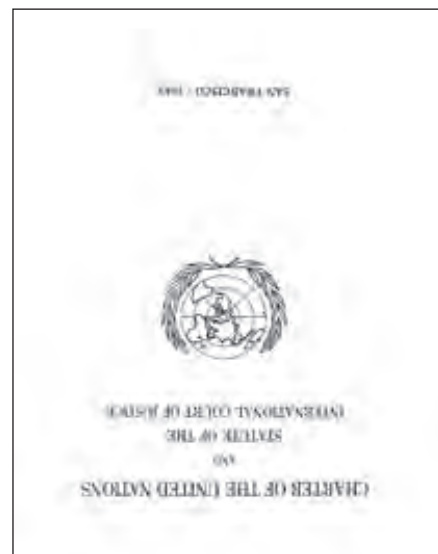 CHARTER OF THE UNITED NATIONS
AND
STATUTE OF THE
INTERNATIONAL COURT OF JUSTICE
SAN FRANCISCO · 1945